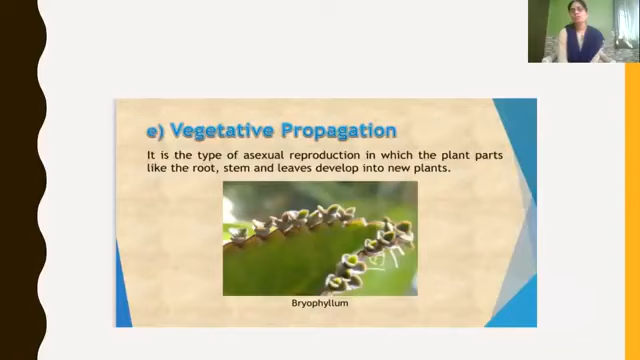 e) Vegetative Propagation
It is the type of asexual reproduction in which the plant parts
like the root, stem and leaves develop into new plants.
Bryophyllum